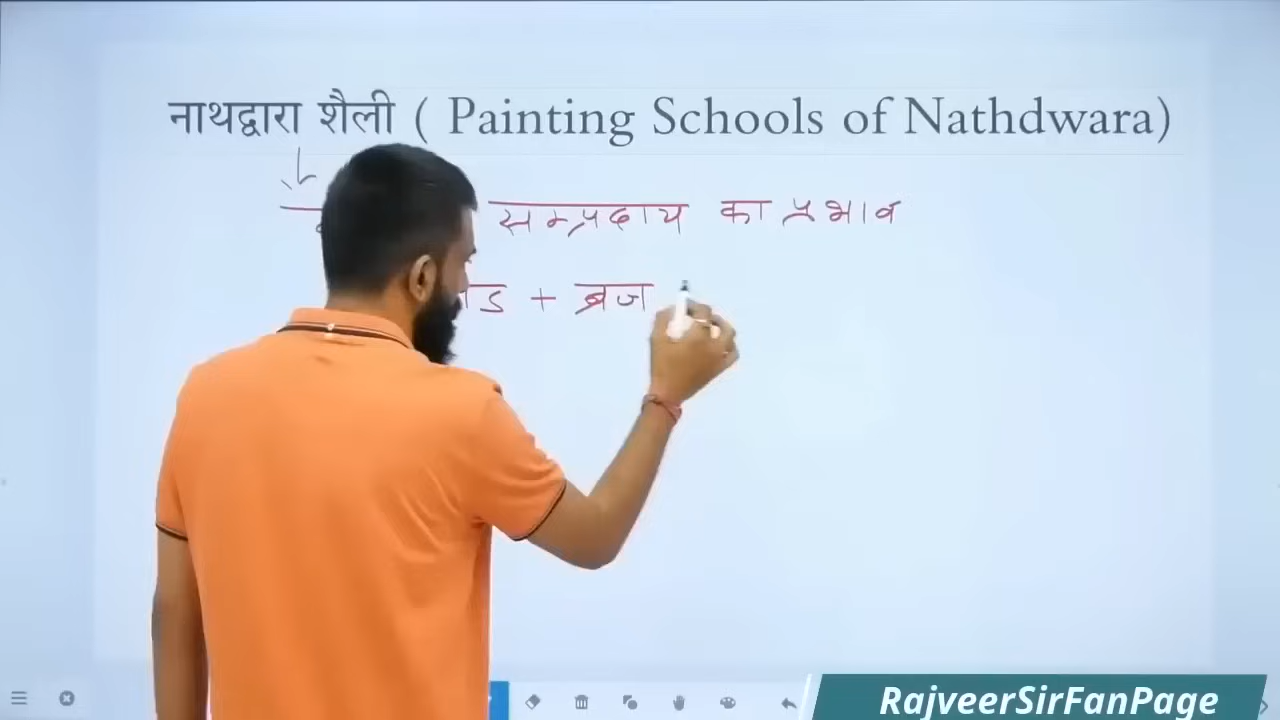 नाथद्वारा शैली ( Painting Schools of Nathdwara)
सम्प्रदाय का प्रभाव
+ ब्रज
RajveerSirFanPage